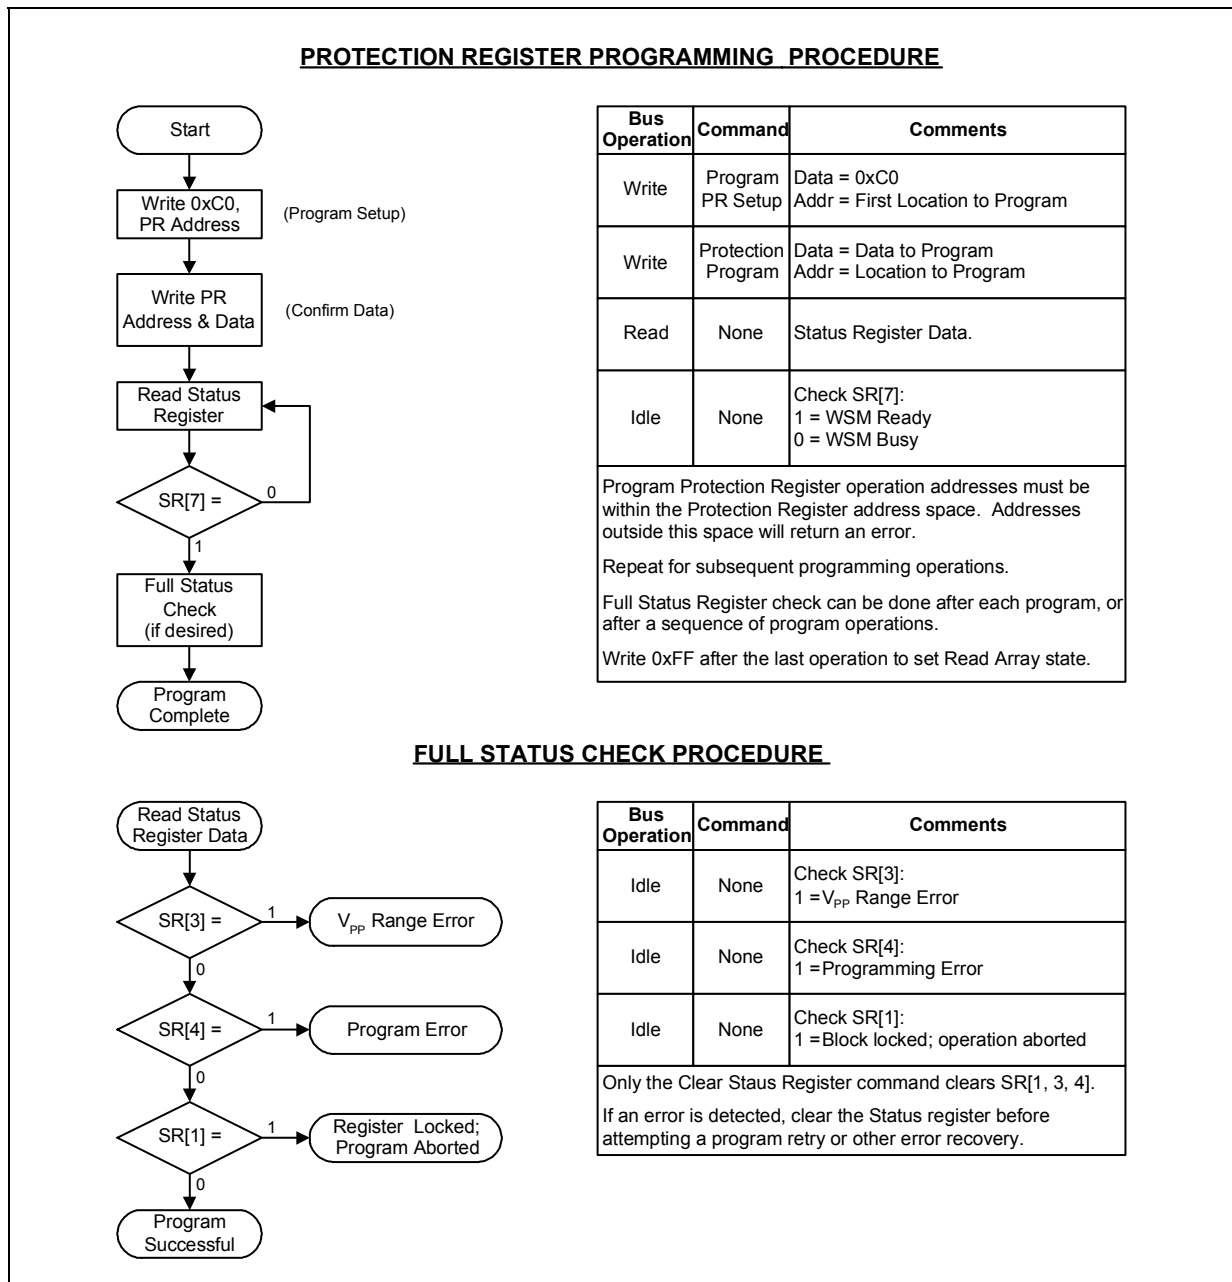 PROTECTION REGISTER PROGRAMMING PROCEDURE
Start
Write 0xC0,
PR Address
(Program Setup)
Write PR
Address & Data
(Confirm Data)
Read Status
Register
SR[7] =
0
1
Full Status
Check
(if desired)
Program
Complete
Bus
Operation
Command
Comments
Write
Program
PR Setup
Data = 0xC0
Addr = First Location to Program
Write
Protection
Program
Data = Data to Program
Addr = Location to Program
Read
None
Status Register Data.
Idle
None
Check SR[7]:
1 = WSM Ready
0 = WSM Busy
Program Protection Register operation addresses must be
within the Protection Register address space. Addresses
outside this space will return an error.
Repeat for subsequent programming operations.
Full Status Register check can be done after each program, or
after a sequence of program operations.
Write 0xFF after the last operation to set Read Array state.
FULL STATUS CHECK PROCEDURE
Read Status
Register Data
SR[3] =
1
VPP Range Error
0
SR[4] =
1
Program Error
0
SR[1] =
1
Register Locked;
Program Aborted
0
Program
Successful
Bus
Operation
Command
Comments
Idle
None
Check SR[3]:
1 =VPP Range Error
Idle
None
Check SR[4]:
1 =Programming Error
Idle
None
Check SR[1]:
1 =Block locked; operation aborted
Only the Clear Staus Register command clears SR[1, 3, 4].
If an error is detected, clear the Status register before
attempting a program retry or other error recovery.